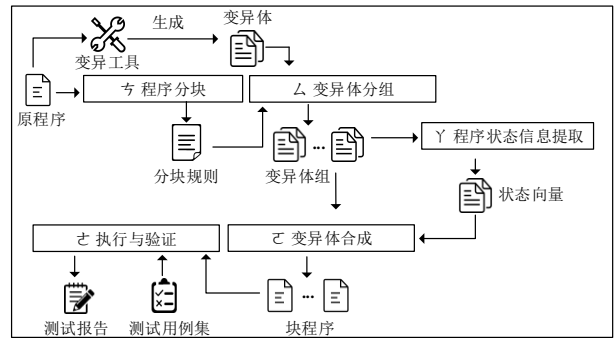 生成
变异体
变异工具
原程序
ㄘ 程序分块
ㄙ 变异体分组
分块规则
...
变异体组
ㄚ 程序状态信息提取
状态向量
ㄜ 执行与验证
ㄛ 变异体合成
测试报告
测试用例集
...
块程序